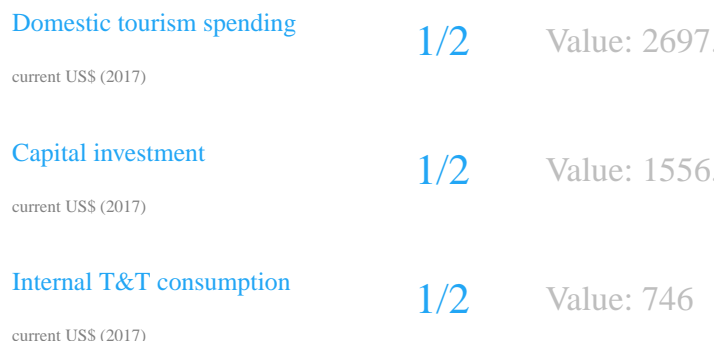 Domestic tourism spending
1/2
Value: 2697.
current US$ (2017)
Capital investment
1/2
Value: 1556.
current US$ (2017)
Internal T&T consumption
1/2
Value: 746
current US$ (2017)